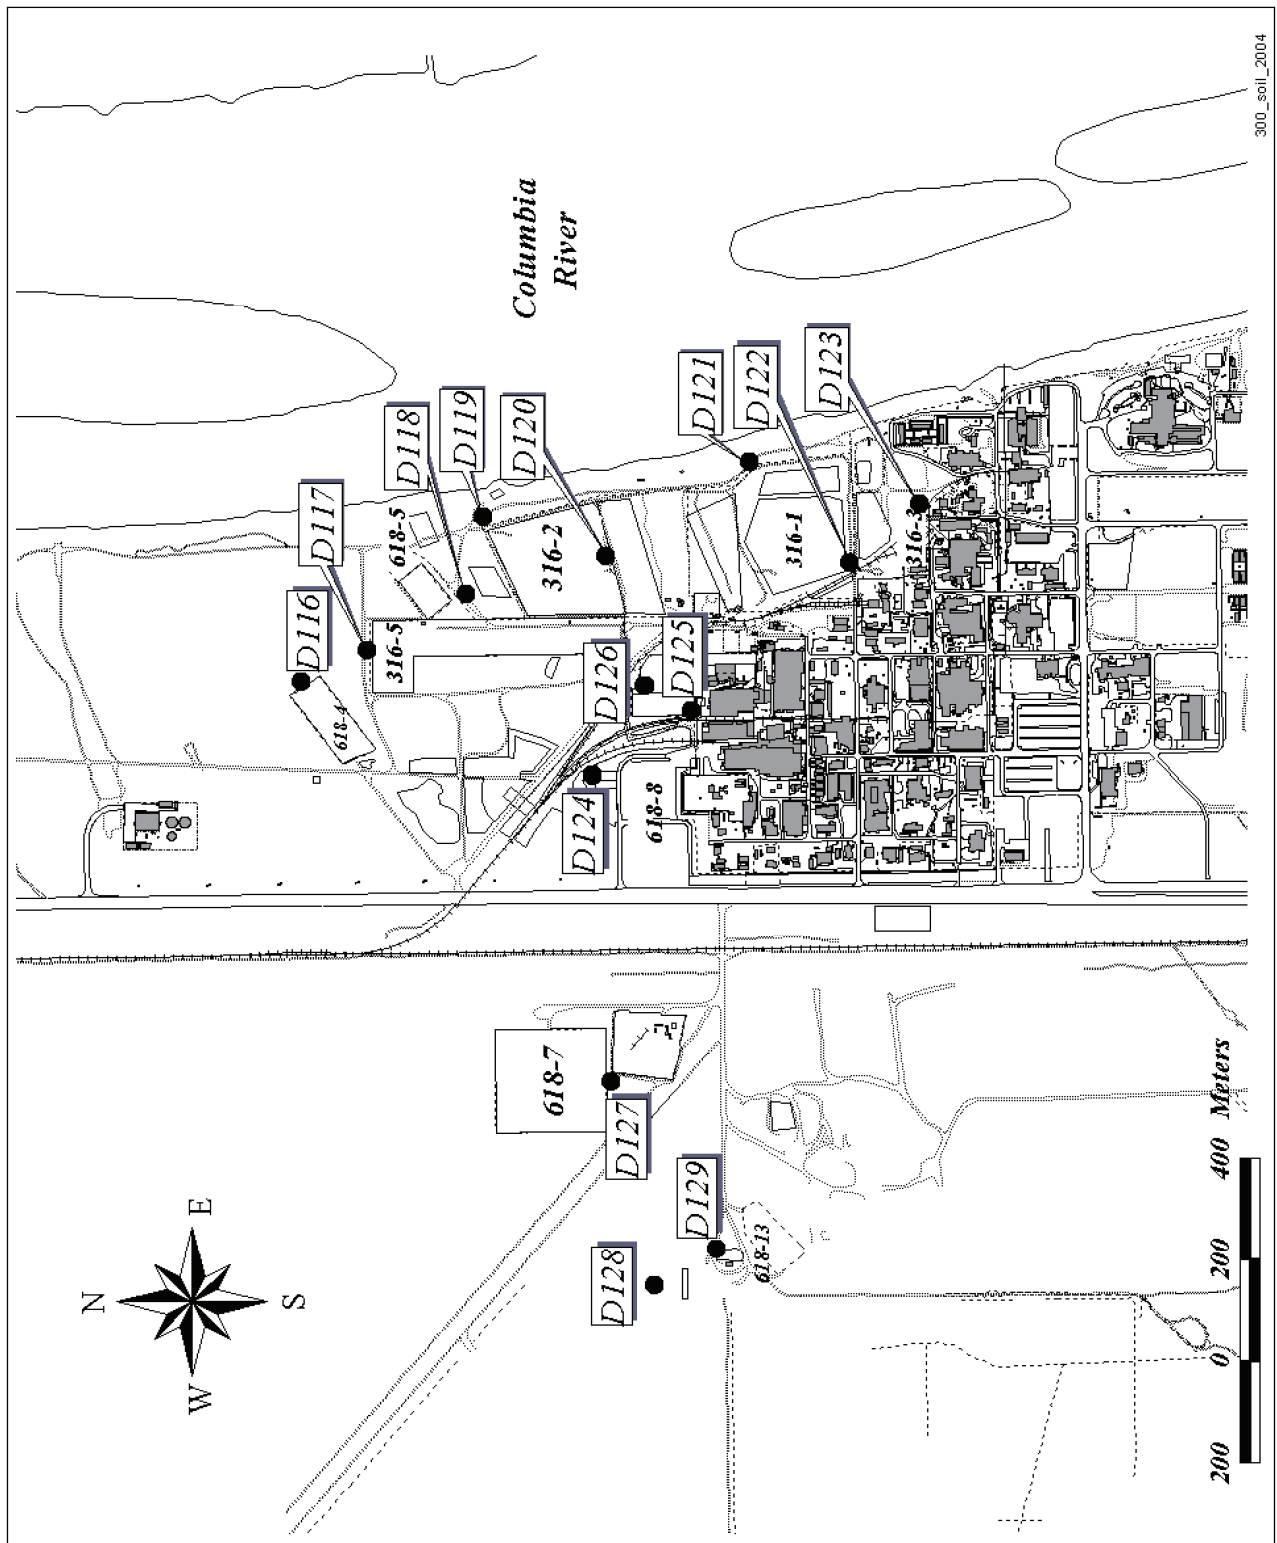 300_soil_2004
Columbia
River
D116
D117
D118
D119
D120
D121
D122
D123
618-5
316-2
316-1
316-3
316-5
618-4
D126
D125
D124
618-8
618-7
D127
D129
D128
618-13
N
E
S
W
200
0
200
400
Meters